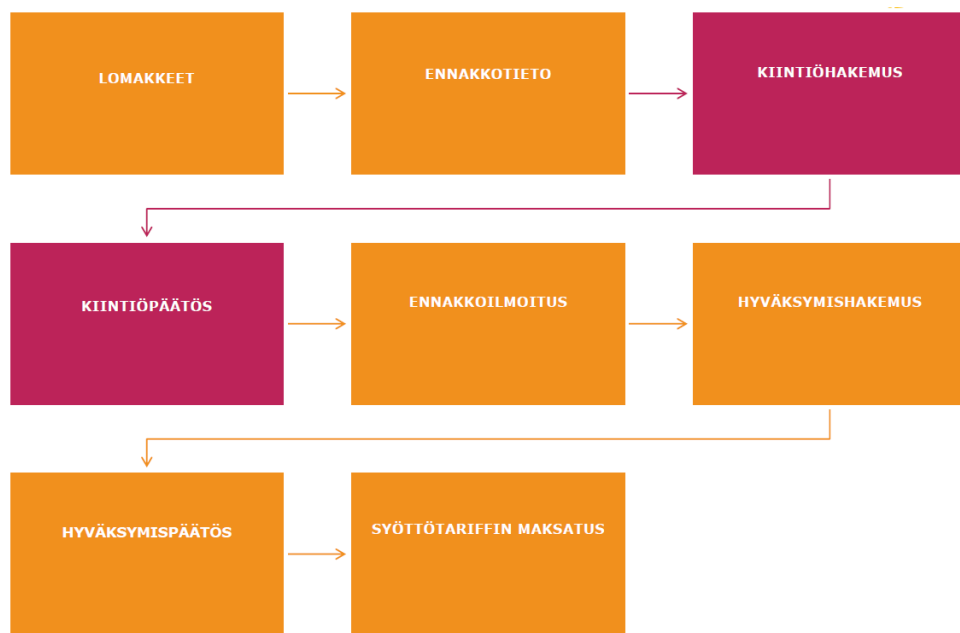 LOMAKKEET
ENNAKKOTIETO
KIINTIÖHAKEMUS
KIINTIÖPÄÄTÖS
ENNAKKOILMOITUS
HYVÄKSYMISHAKEMUS
HYVÄKSYMISPÄÄTÖS
SYÖTTÖTARIFFIN MAKSATUS